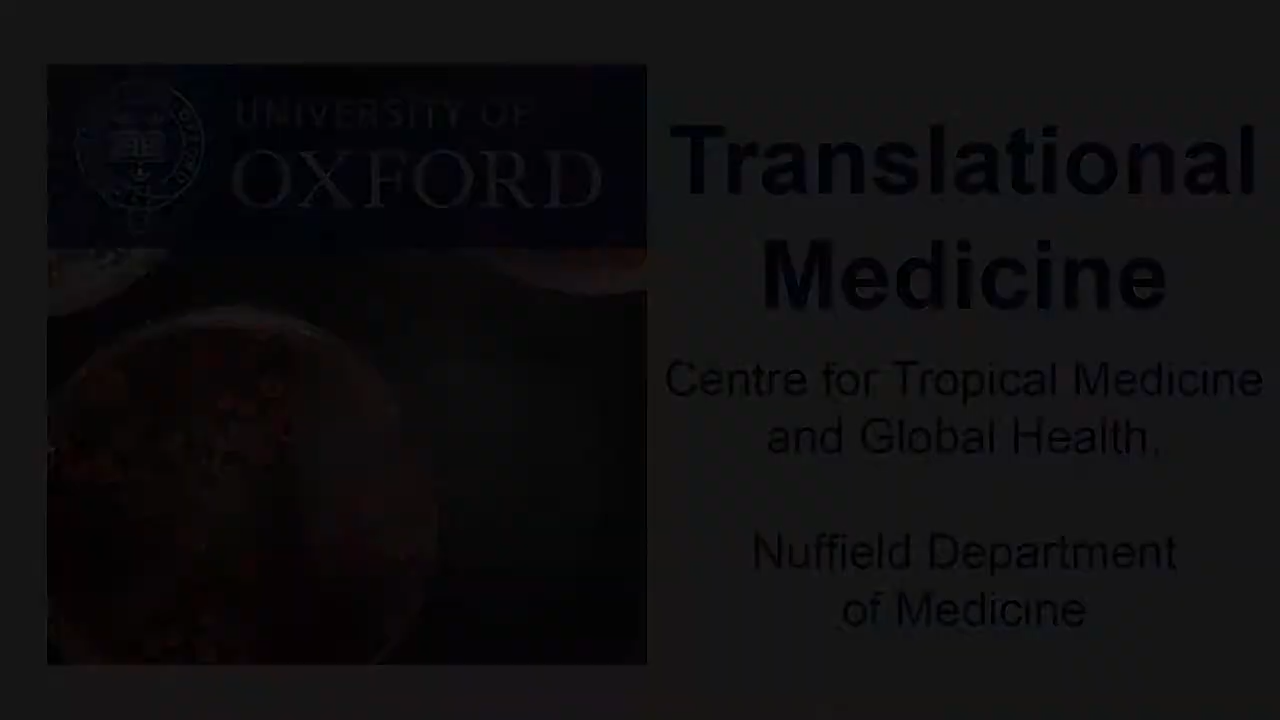 UNIVERSITY OF
OXFORD
Translational
Medicine
Centre for Tropical Medicine
and Global Health,
Nuffield Department
of Medicine